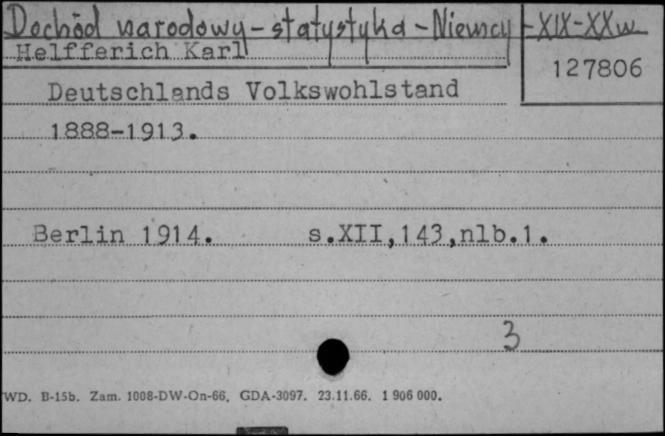 Dochód narodowy - statystyka - Niemcy - XIX-XX w.
Helfferich Karl
127806
Deutschlands Volkswohlstand
1888-1913.
Berlin 1914. s.XII,143,nlb.1.
3
WD. B-15b. Zam. 1008-DW-On-66. GDA-3097. 23.11.66. 1 906 000.